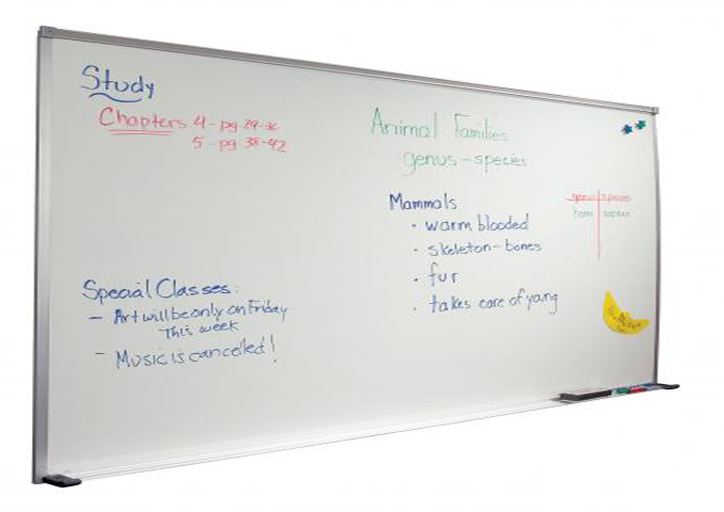 Study
Chapters 4 - pg 29-36
5 - pg 38-42
Special Classes:
- Art will be only on Friday
This week
- Music is cancelled!
Animal Families
genus - species
Mammals
· warm blooded
· skeleton - bones
· fur
· takes care of young
genus species
homo sapiens